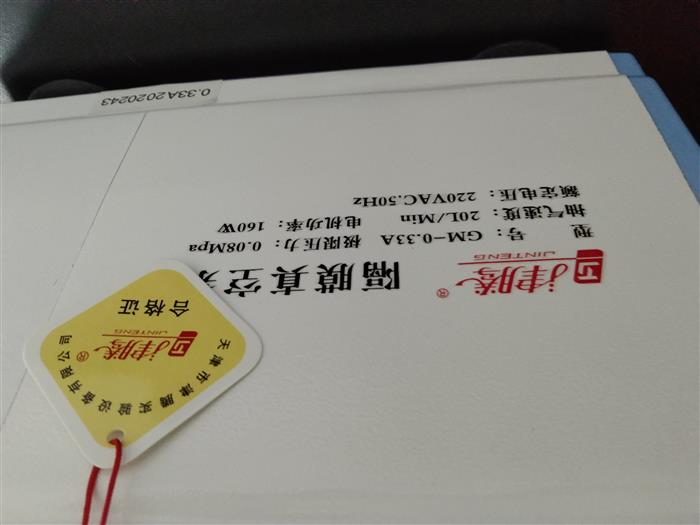 津腾®
JINTENG
隔膜真空
型 号：GM-0.33A 极限压力：0.08Mpa
抽气速度：20L/Min 电机功率：160W
额定电压：220VAC.50Hz
0.33A2020243
天津市津腾实验设备有限公司
津腾®
JINTENG
合格证